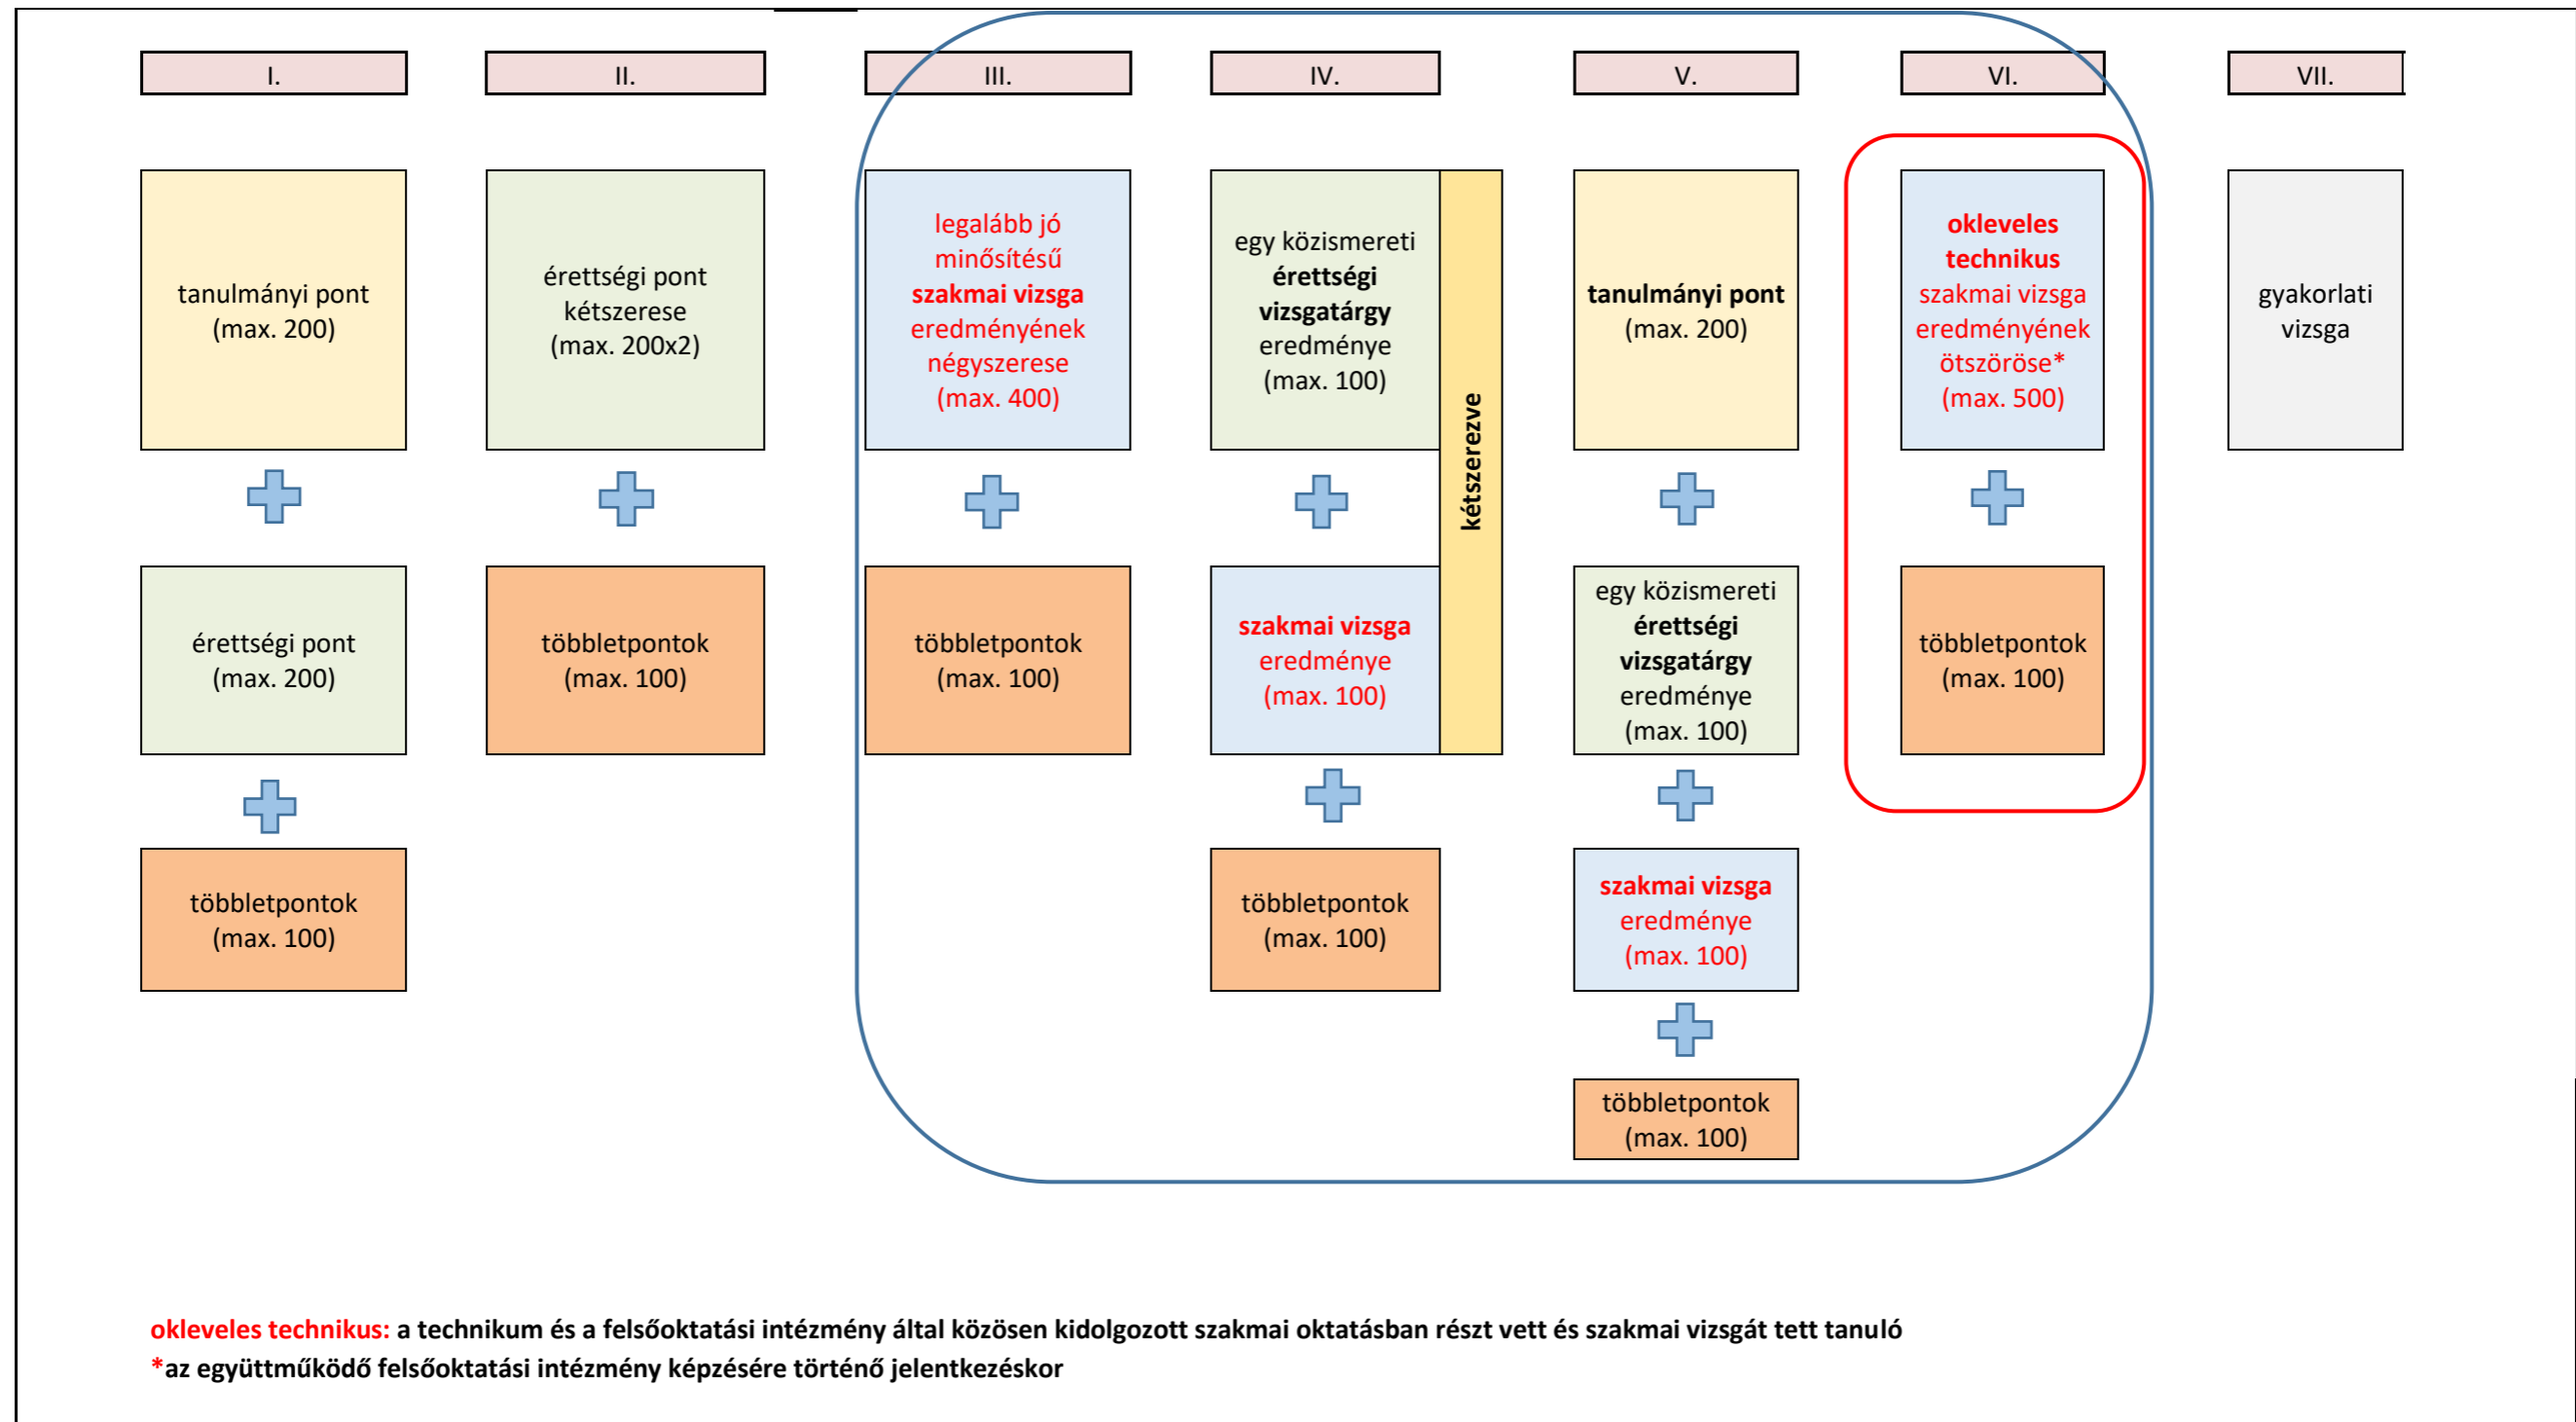 I.
II.
III.
IV.
V.
VI.
VII.
tanulmányi pont
(max. 200)
érettségi pont
(max. 200)
többletpontok
(max. 100)
érettségi pont
kétszerese
(max. 200x2)
többletpontok
(max. 100)
legalább jó
minősítésű
szakmai vizsga
eredményének
négyszerese
(max. 400)
többletpontok
(max. 100)
egy közismereti
érettségi
vizsgatárgy
eredménye
(max. 100)
kétszerezve
szakmai vizsga
eredménye
(max. 100)
többletpontok
(max. 100)
tanulmányi pont
(max. 200)
egy közismereti
érettségi
vizsgatárgy
eredménye
(max. 100)
szakmai vizsga
eredménye
(max. 100)
többletpontok
(max. 100)
okleveles
technikus
szakmai vizsga
eredményének
ötszöröse*
(max. 500)
többletpontok
(max. 100)
gyakorlati
vizsga
okleveles technikus: a technikum és a felsőoktatási intézmény által közösen kidolgozott szakmai oktatásban részt vett és szakmai vizsgát tett tanuló
*az együttműködő felsőoktatási intézmény képzésére történő jelentkezéskor